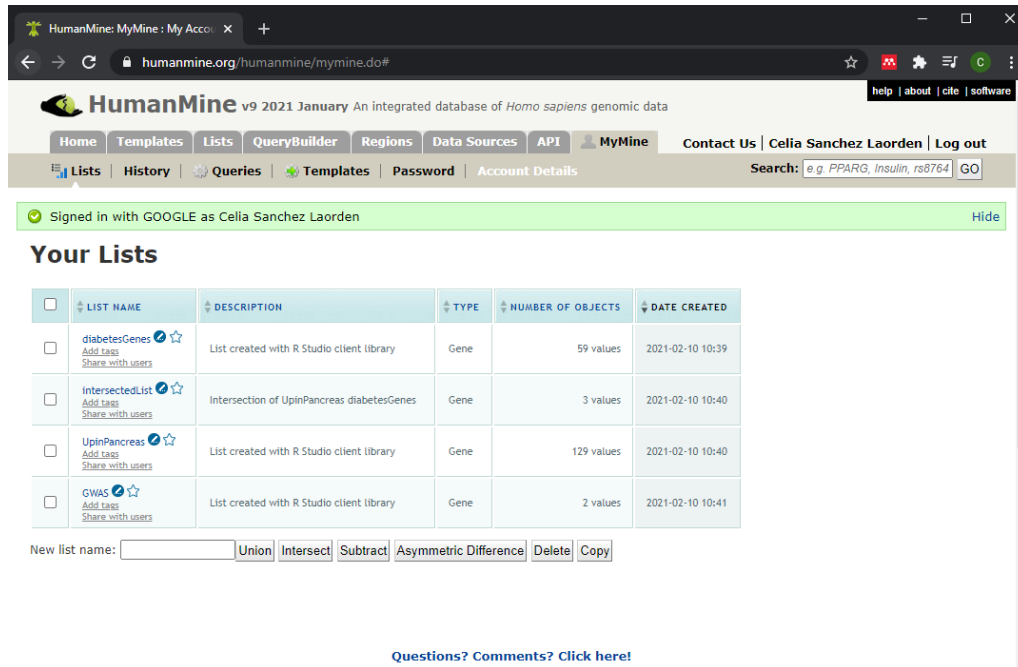 HumanMine: MyMine : My Accou
humanmine.org/humanmine/mymine.do#
C
help | about | cite | software
HumanMine v9 2021 January An integrated database of Homo sapiens genomic data
Home Templates Lists QueryBuilder Regions Data Sources API MyMine Contact Us | Celia Sanchez Laorden | Log out
Lists | History | Queries | Templates | Password | Account Details Search: e.g. PPARG, Insulin, rs8764 GO
Signed in with GOOGLE as Celia Sanchez Laorden Hide
Your Lists
LIST NAME DESCRIPTION TYPE NUMBER OF OBJECTS DATE CREATED
diabetesGenes
Add tags
Share with users
List created with R Studio client library Gene 59 values 2021-02-10 10:39
intersectedList
Add tags
Share with users
Intersection of UpinPancreas diabetesGenes Gene 3 values 2021-02-10 10:40
UpinPancreas
Add tags
Share with users
List created with R Studio client library Gene 129 values 2021-02-10 10:40
GWAS
Add tags
Share with users
List created with R Studio client library Gene 2 values 2021-02-10 10:41
New list name: Union Intersect Subtract Asymmetric Difference Delete Copy
Questions? Comments? Click here!